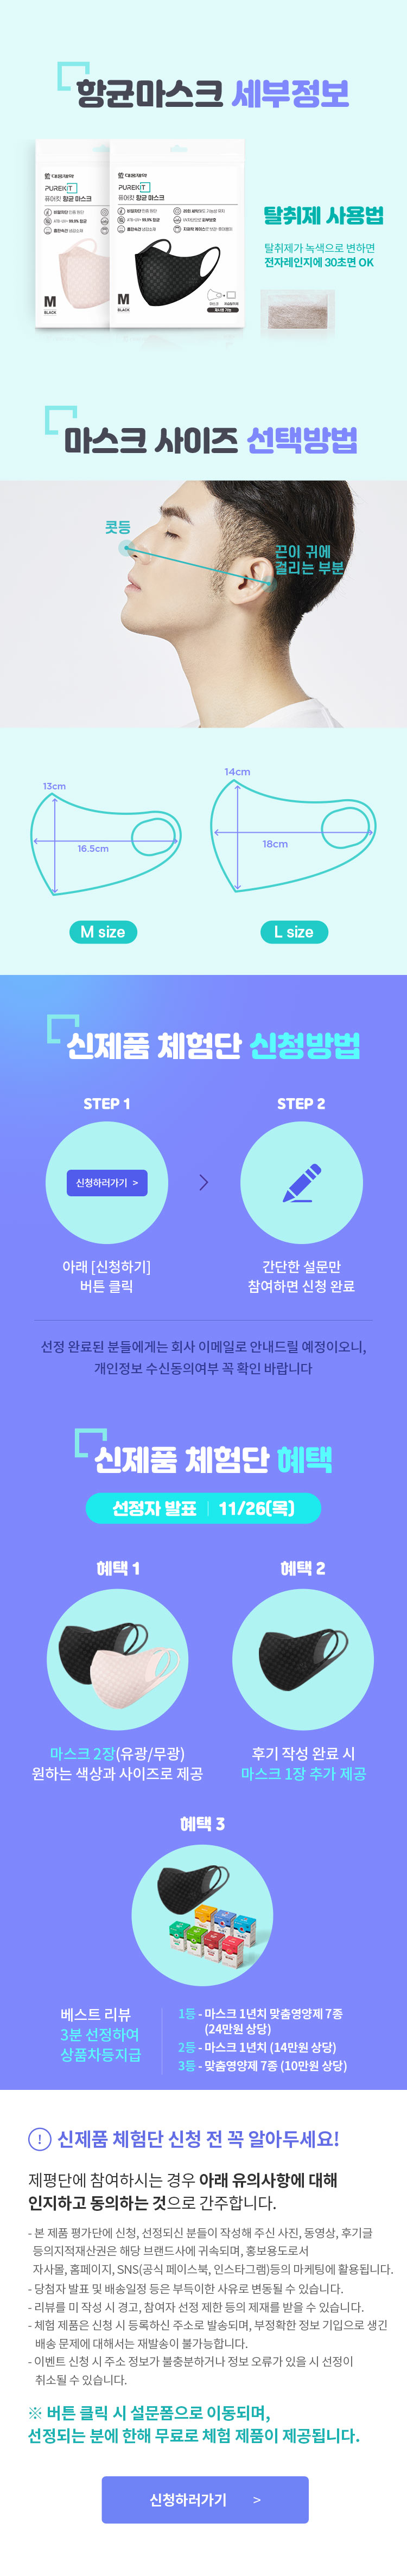 항균마스크 세부정보
대웅제약
PUREKIT
퓨어핏 항균 마스크
M
BLACK
대웅제약
PUREKIT
퓨어핏 항균 마스크
M
BLACK
탈취제 사용법
탈취제가 녹색으로 변하면
전자레인지에 30초면 OK
마스크 사이즈 선택방법
콧등
끈이 귀에
걸리는 부분
13cm
16.5cm
14cm
18cm
M size
L size
신제품 체험단 신청방법
STEP 1
STEP 2
신청하러가기 >
아래 [신청하기]
버튼 클릭
간단한 설문만
참여하면 신청 완료
선정 완료된 분들에게는 회사 이메일로 안내드릴 예정이오니,
개인정보 수신동의여부 꼭 확인 바랍니다
신제품 체험단 혜택
선정자 발표 | 11/26(목)
혜택 1
혜택 2
마스크 2장(유광/무광)
원하는 색상과 사이즈로 제공
후기 작성 완료 시
마스크 1장 추가 제공
혜택 3
베스트 리뷰
3분 선정하여
상품차등지급
1등 - 마스크 1년치 맞춤영양제 7종
(24만원 상당)
2등 - 마스크 1년치 (14만원 상당)
3등 - 맞춤영양제 7종 (10만원 상당)
! 신제품 체험단 신청 전 꼭 알아두세요!
제평단에 참여하시는 경우 아래 유의사항에 대해
인지하고 동의하는 것으로 간주합니다.
- 본 제품 평가단에 신청, 선정되신 분들이 작성해 주신 사진, 동영상, 후기글
등의지적재산권은 해당 브랜드사에 귀속되며, 홍보용도로서
자사몰, 홈페이지, SNS(공식 페이스북, 인스타그램)등의 마케팅에 활용됩니다.
- 당첨자 발표 및 배송일정 등은 부득이한 사유로 변동될 수 있습니다.
- 리뷰를 미 작성 시 경고, 참여자 선정 제한 등의 제재를 받을 수 있습니다.
- 체험 제품은 신청 시 등록하신 주소로 발송되며, 부정확한 정보 기입으로 생긴
배송 문제에 대해서는 재발송이 불가능합니다.
- 이벤트 신청 시 주소 정보가 불충분하거나 정보 오류가 있을 시 선정이
취소될 수 있습니다.
※ 버튼 클릭 시 설문폼으로 이동되며,
선정되는 분에 한해 무료로 체험 제품이 제공됩니다.
신청하러가기 >